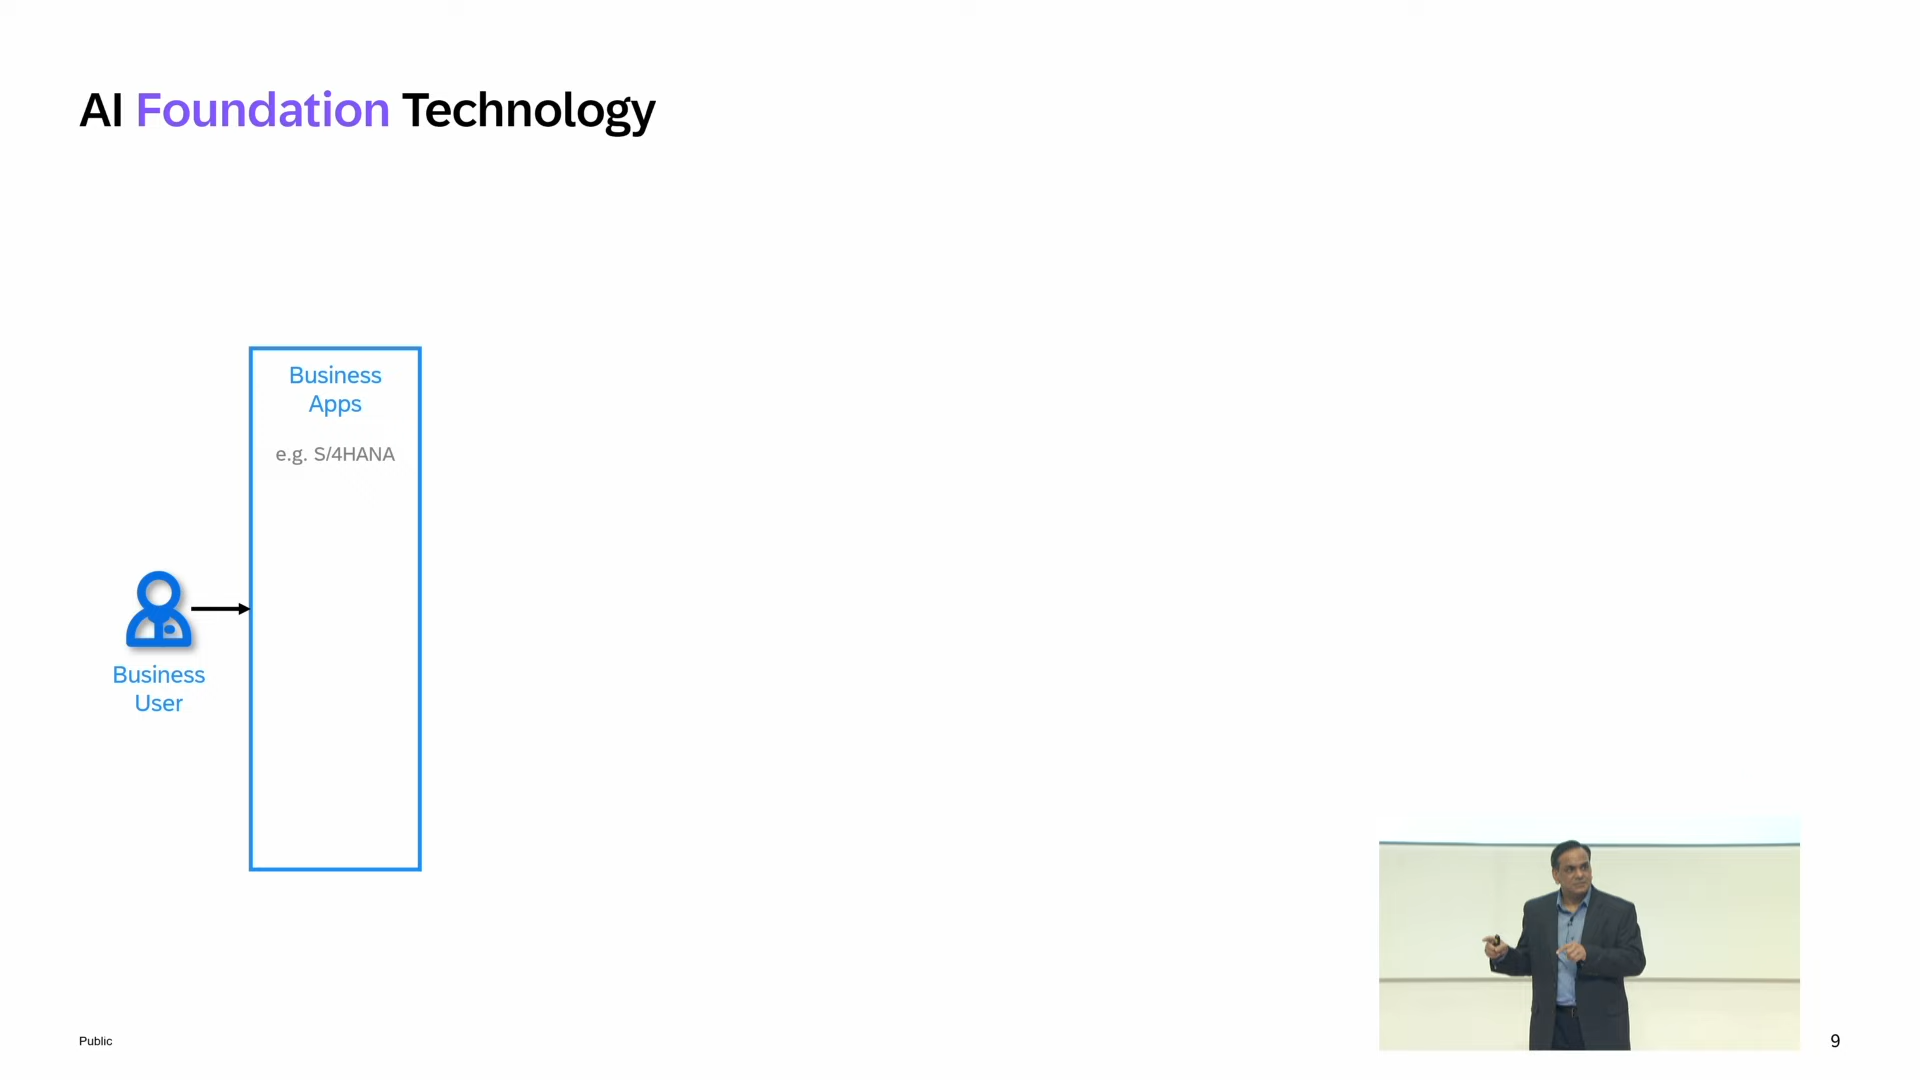 AI Foundation Technology
Business
Apps
e.g. S/4HANA
Business
User
Public
9